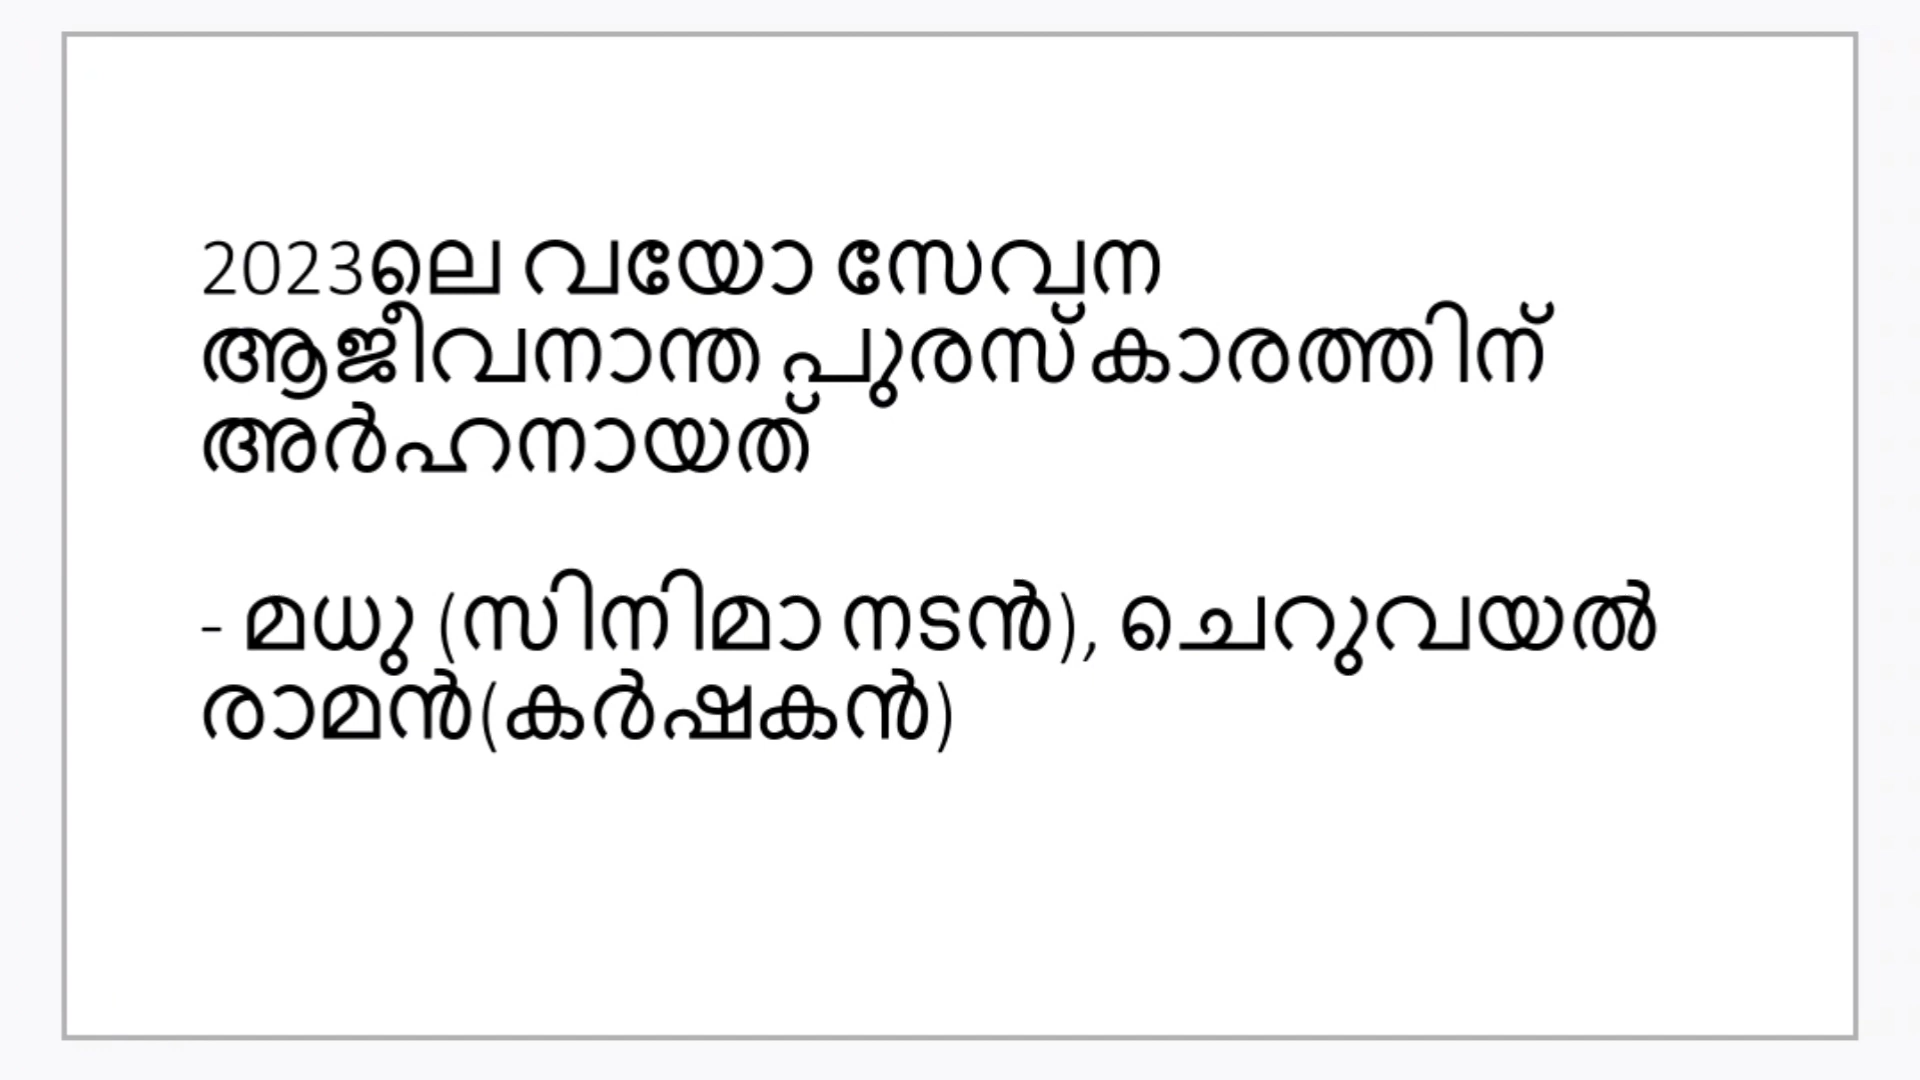 2023ലെ വയോ സേവന
ആജീവനാന്ത പുരസ്കാരത്തിന്
അർഹനായത്
- മധു (സിനിമാ നടൻ), ചെറുവയൽ
രാമൻ(കർഷകൻ)